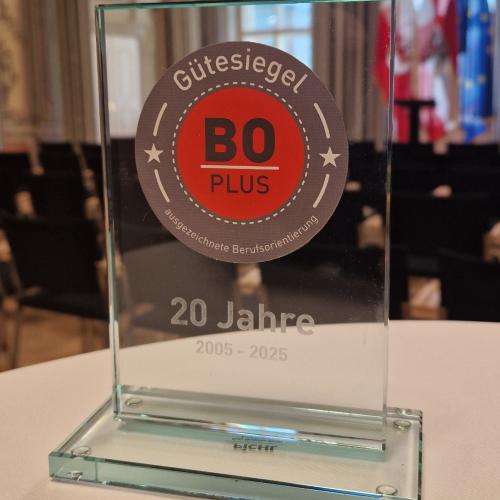 Gütesiegel
BO
PLUS
ausgezeichnete Berufsorientierung
20 Jahre
2005 - 2025